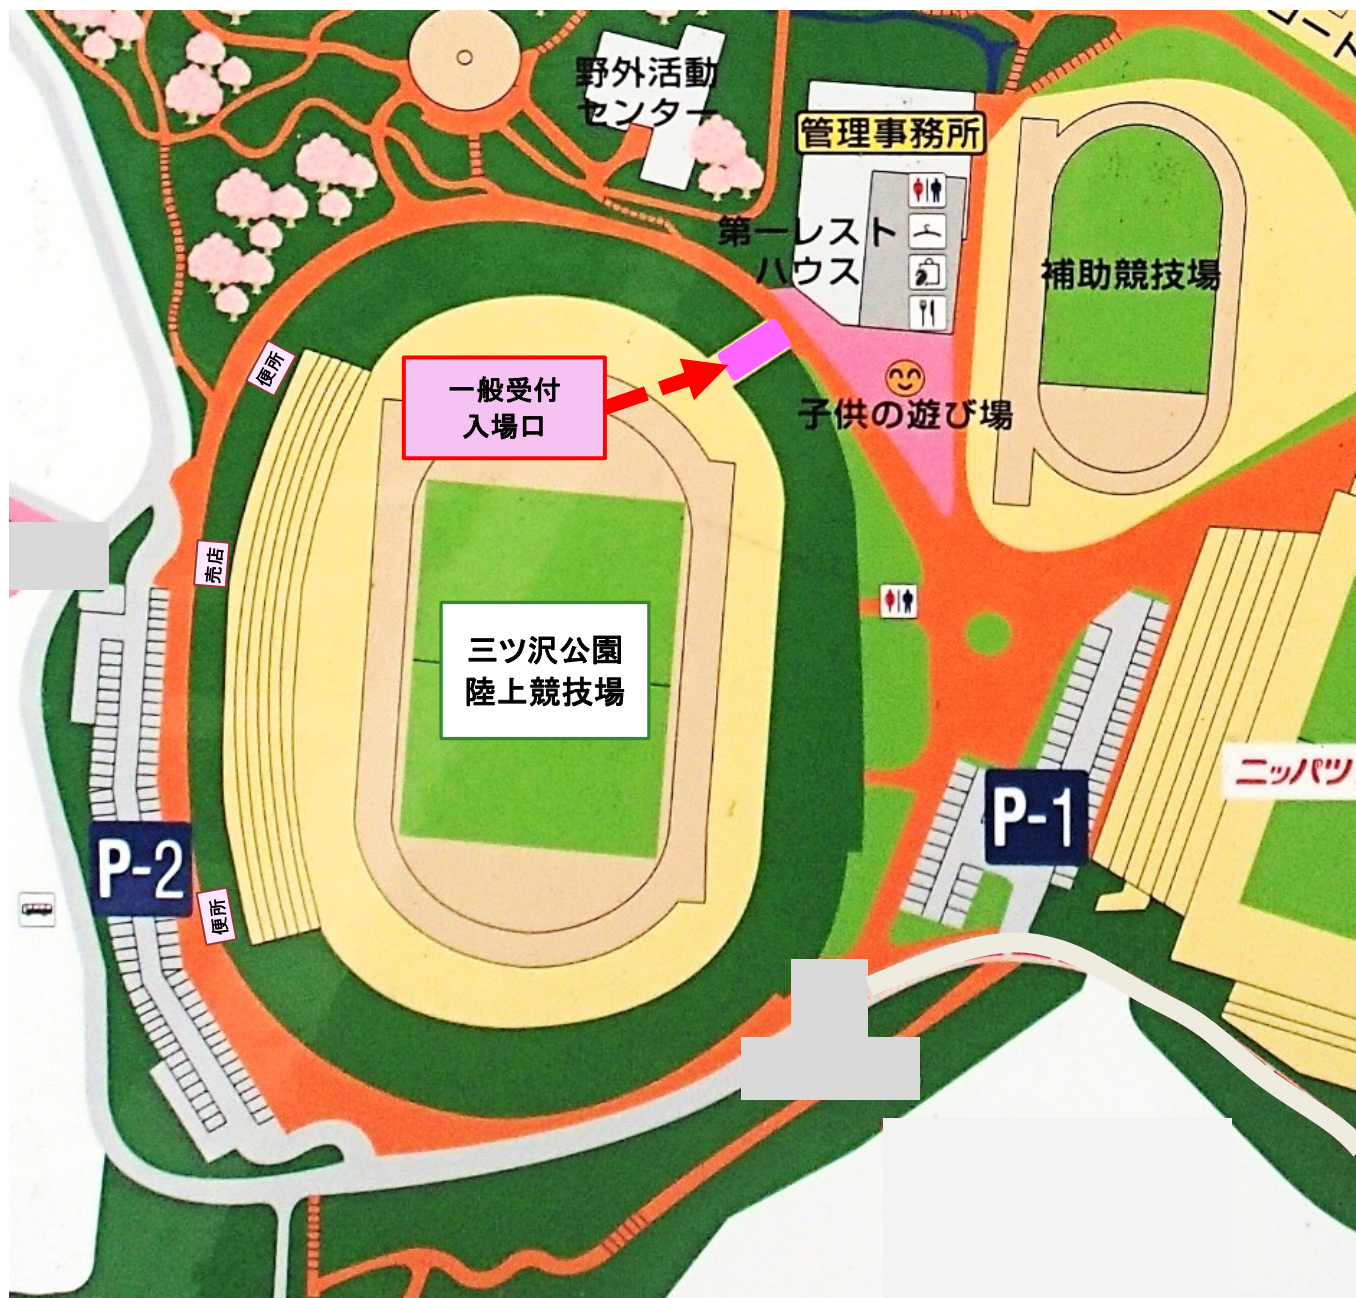 コート
野外活動
センター
管理事務所
第一レスト
ハウス
補助競技場
便所
一般受付
入場口
子供の遊び場
売店
三ツ沢公園
陸上競技場
ニッパツ
P-1
P-2
便所